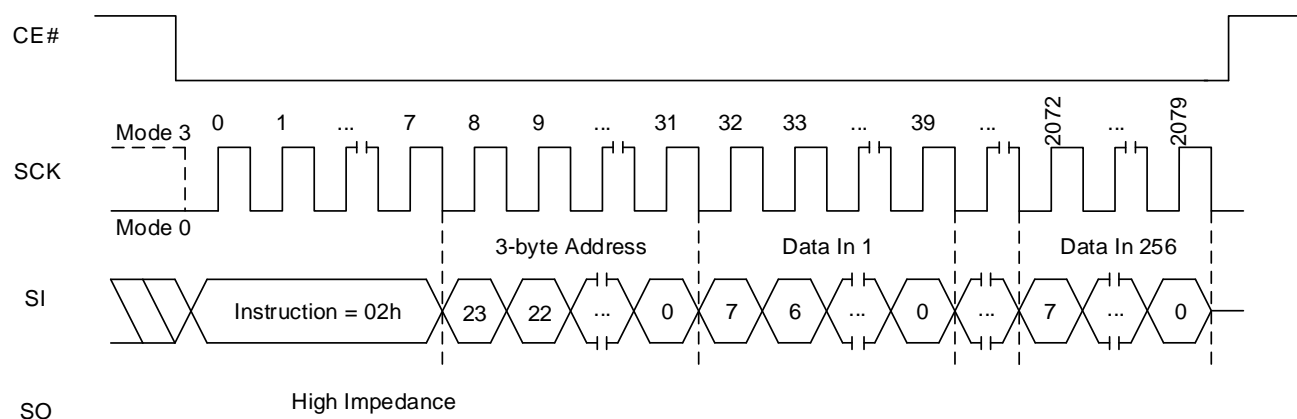 CE#
Mode 3 0 1 ... 7 8 9 ... 31 32 33 ... 39 ... 2072 ... 2079
SCK
Mode 0
3-byte Address Data In 1 Data In 256
SI Instruction = 02h 23 22 ... 0 7 6 ... 0 ... 7 ... 0
High Impedance
SO